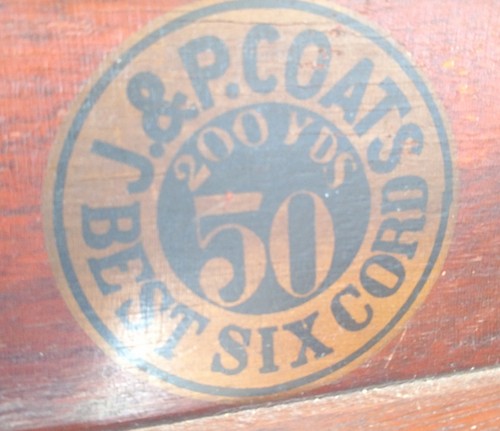 J.&P.COATS
BEST SIX CORD
200 YDS
50